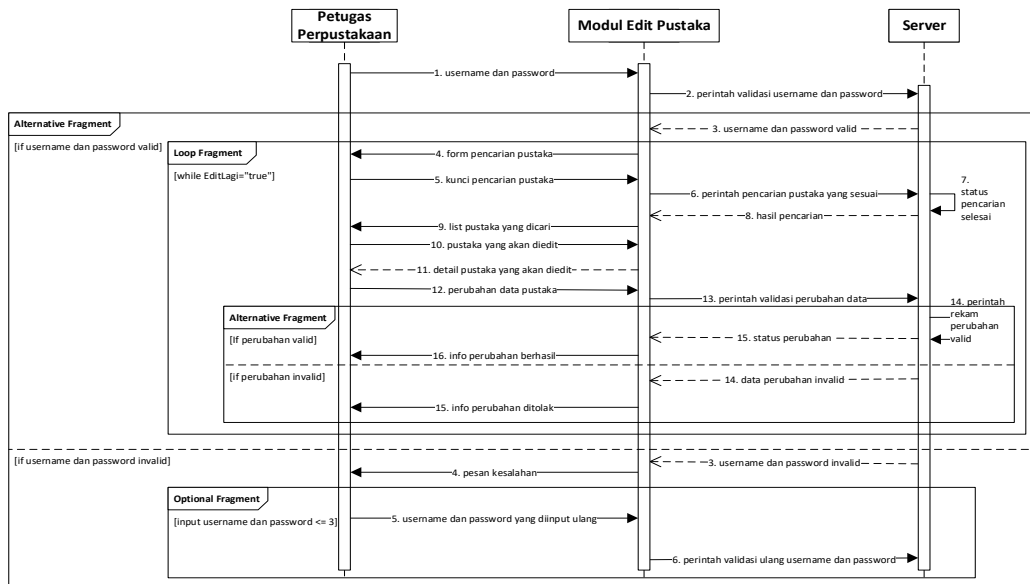 Petugas
Perpustakaan
Modul Edit Pustaka
Server
1. username dan password
2. perintah validasi username dan password
Alternative Fragment
3. username dan password valid
[if username dan password valid]
Loop Fragment
4. form pencarian pustaka
[while EditLagi="true"]
5. kunci pencarian pustaka
6. perintah pencarian pustaka yang sesuai
7.
status
pencarian
selesai
8. hasil pencarian
9. list pustaka yang dicari
10. pustaka yang akan diedit
11. detail pustaka yang akan diedit
12. perubahan data pustaka
13. perintah validasi perubahan data
14. perintah
rekam
perubahan
valid
Alternative Fragment
[If perubahan valid]
15. status perubahan
16. info perubahan berhasil
[if perubahan invalid]
14. data perubahan invalid
15. info perubahan ditolak
[if username dan password invalid]
3. username dan password invalid
4. pesan kesalahan
Optional Fragment
[input username dan password <= 3]
5. username dan password yang diinput ulang
6. perintah validasi ulang username dan password